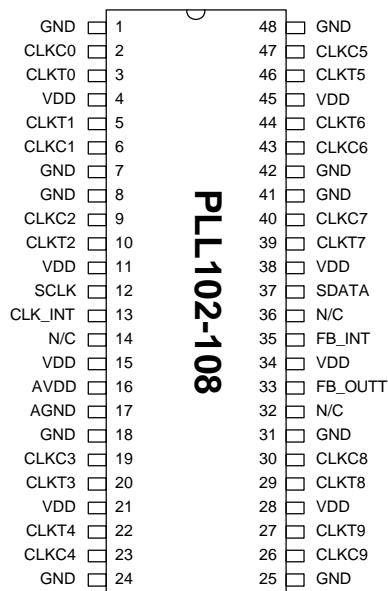 GND 1 48 GND
CLKC0 2 47 CLKC5
CLKT0 3 46 CLKT5
VDD 4 45 VDD
CLKT1 5 44 CLKT6
CLKC1 6 43 CLKC6
GND 7 42 GND
GND 8 41 GND
CLKC2 9 40 CLKC7
CLKT2 10 39 CLKT7
VDD 11 38 VDD
SCLK 12 37 SDATA
CLK_INT 13 36 N/C
N/C 14 35 FB_INT
VDD 15 34 VDD
AVDD 16 33 FB_OUTT
AGND 17 32 N/C
GND 18 31 GND
CLKC3 19 30 CLKC8
CLKT3 20 29 CLKT8
VDD 21 28 VDD
CLKT4 22 27 CLKT9
CLKC4 23 26 CLKC9
GND 24 25 GND
PLL102-108